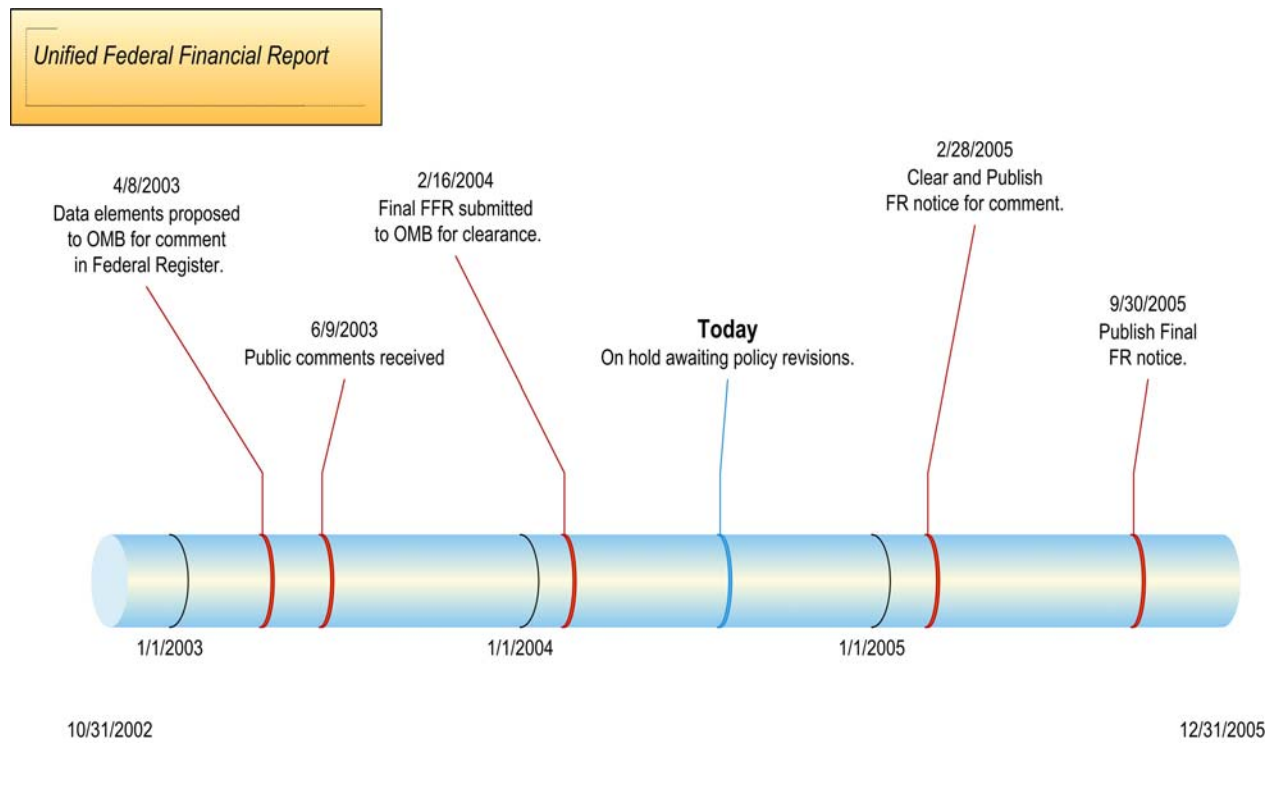 Unified Federal Financial Report
4/8/2003
Data elements proposed
to OMB for comment
in Federal Register.
6/9/2003
Public comments received
2/16/2004
Final FFR submitted
to OMB for clearance.
Today
On hold awaiting policy revisions.
2/28/2005
Clear and Publish
FR notice for comment.
9/30/2005
Publish Final
FR notice.
1/1/2003
1/1/2004
1/1/2005
10/31/2002
12/31/2005